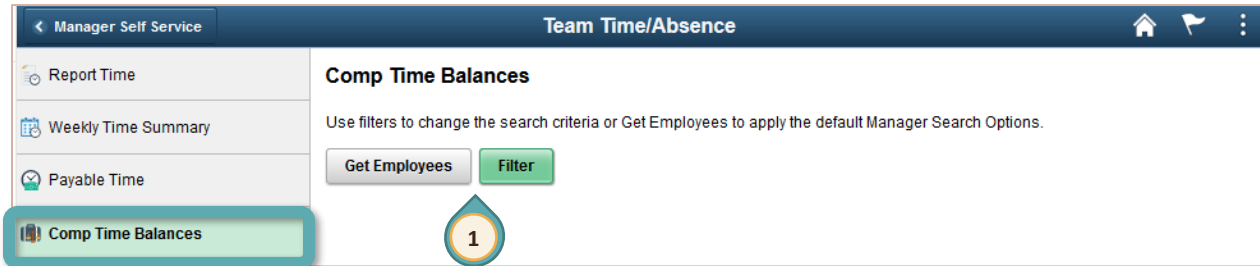 Manager Self Service
Team Time/Absence
Report Time
Weekly Time Summary
Payable Time
Comp Time Balances
Comp Time Balances
Use filters to change the search criteria or Get Employees to apply the default Manager Search Options.
Get Employees Filter
1